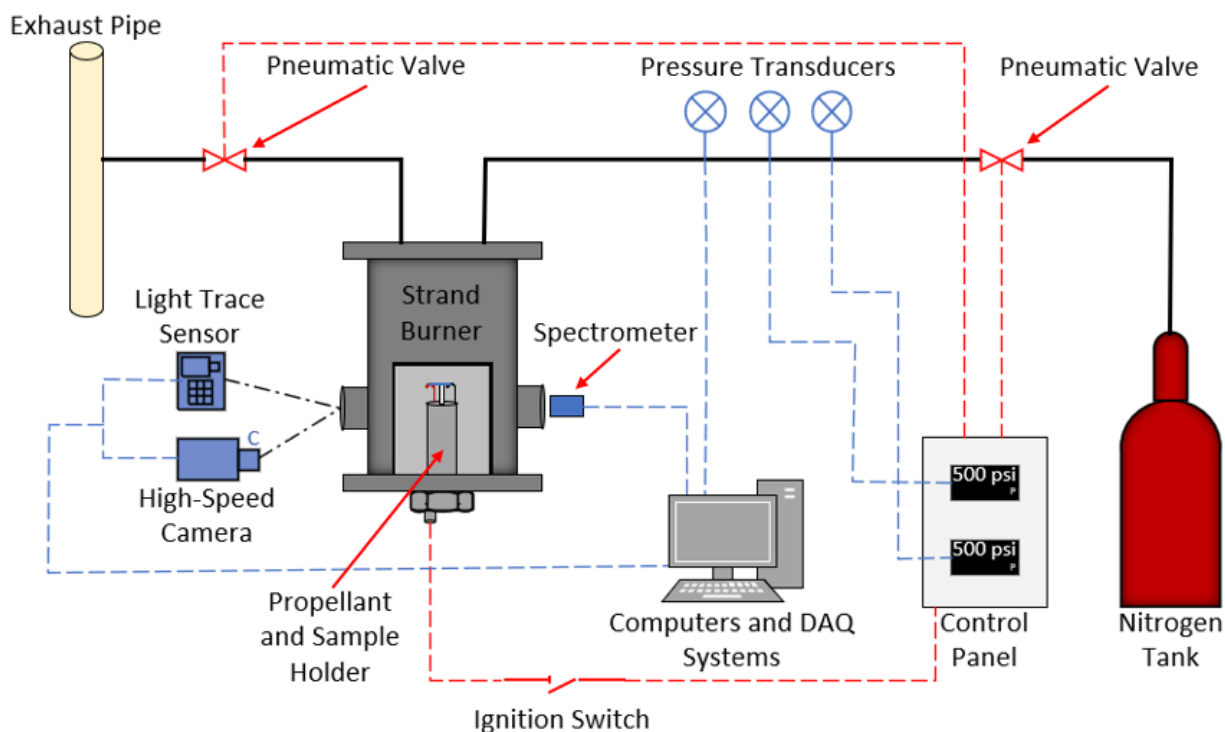 Exhaust Pipe
Pneumatic Valve
Pressure Transducers
Pneumatic Valve
Light Trace
Sensor
Strand
Burner
Spectrometer
C
High-Speed
Camera
500 psi
P
500 psi
P
Propellant
and Sample
Holder
Computers and DAQ
Systems
Control
Panel
Nitrogen
Tank
Ignition Switch